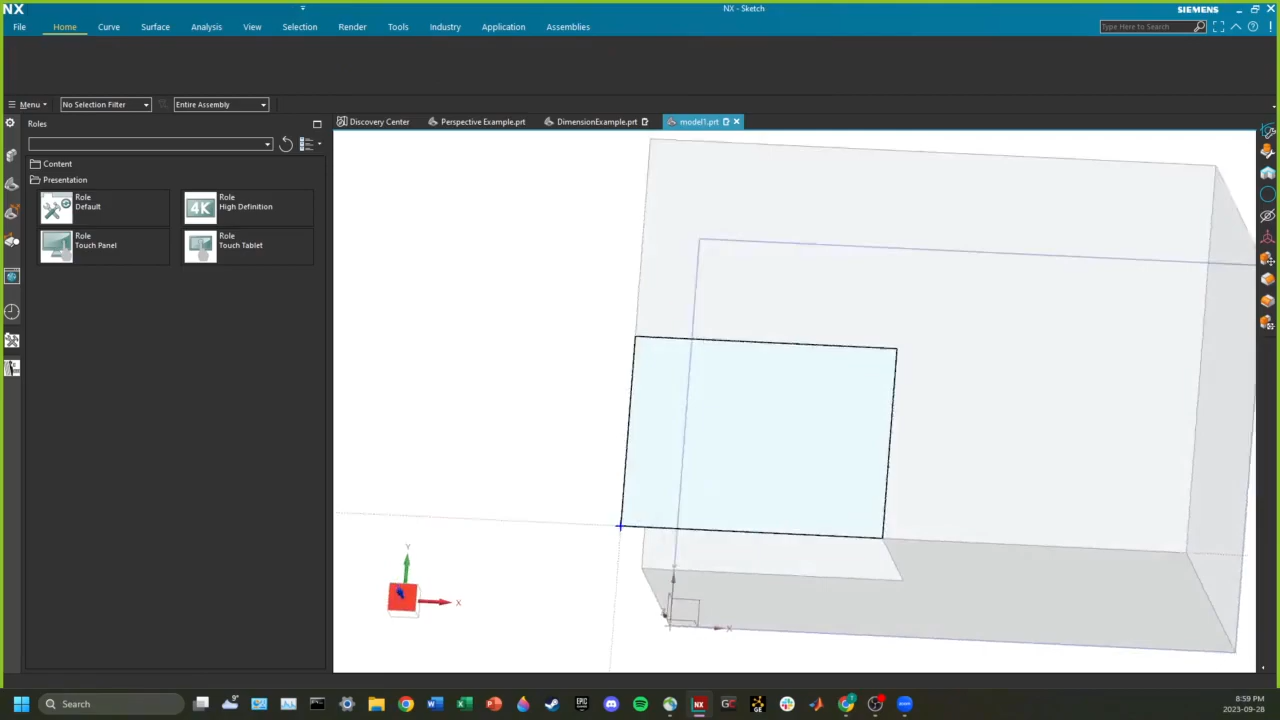 NX
NX - Sketch
SIEMENS
File Home Curve Surface Analysis View Selection Render Tools Industry Application Assemblies
Type Here to Search
Menu No Selection Filter Entire Assembly
Roles
Discovery Center Perspective Example.prt DimensionExample.prt model1.prt
Content
Presentation
Role
Default
Role
High Definition
4K
Role
Touch Panel
Role
Touch Tablet
Y
X
X
Search
8:59 PM
2023-09-28